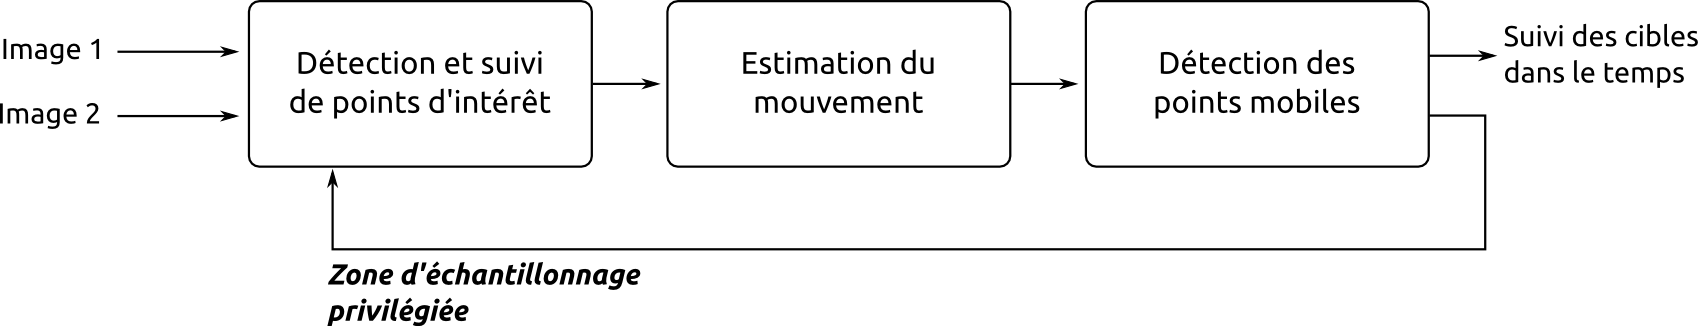 Image 1
Image 2
Détection et suivi
de points d'intérêt
Estimation du
mouvement
Détection des
points mobiles
Suivi des cibles
dans le temps
Zone d'échantillonnage
privilégiée